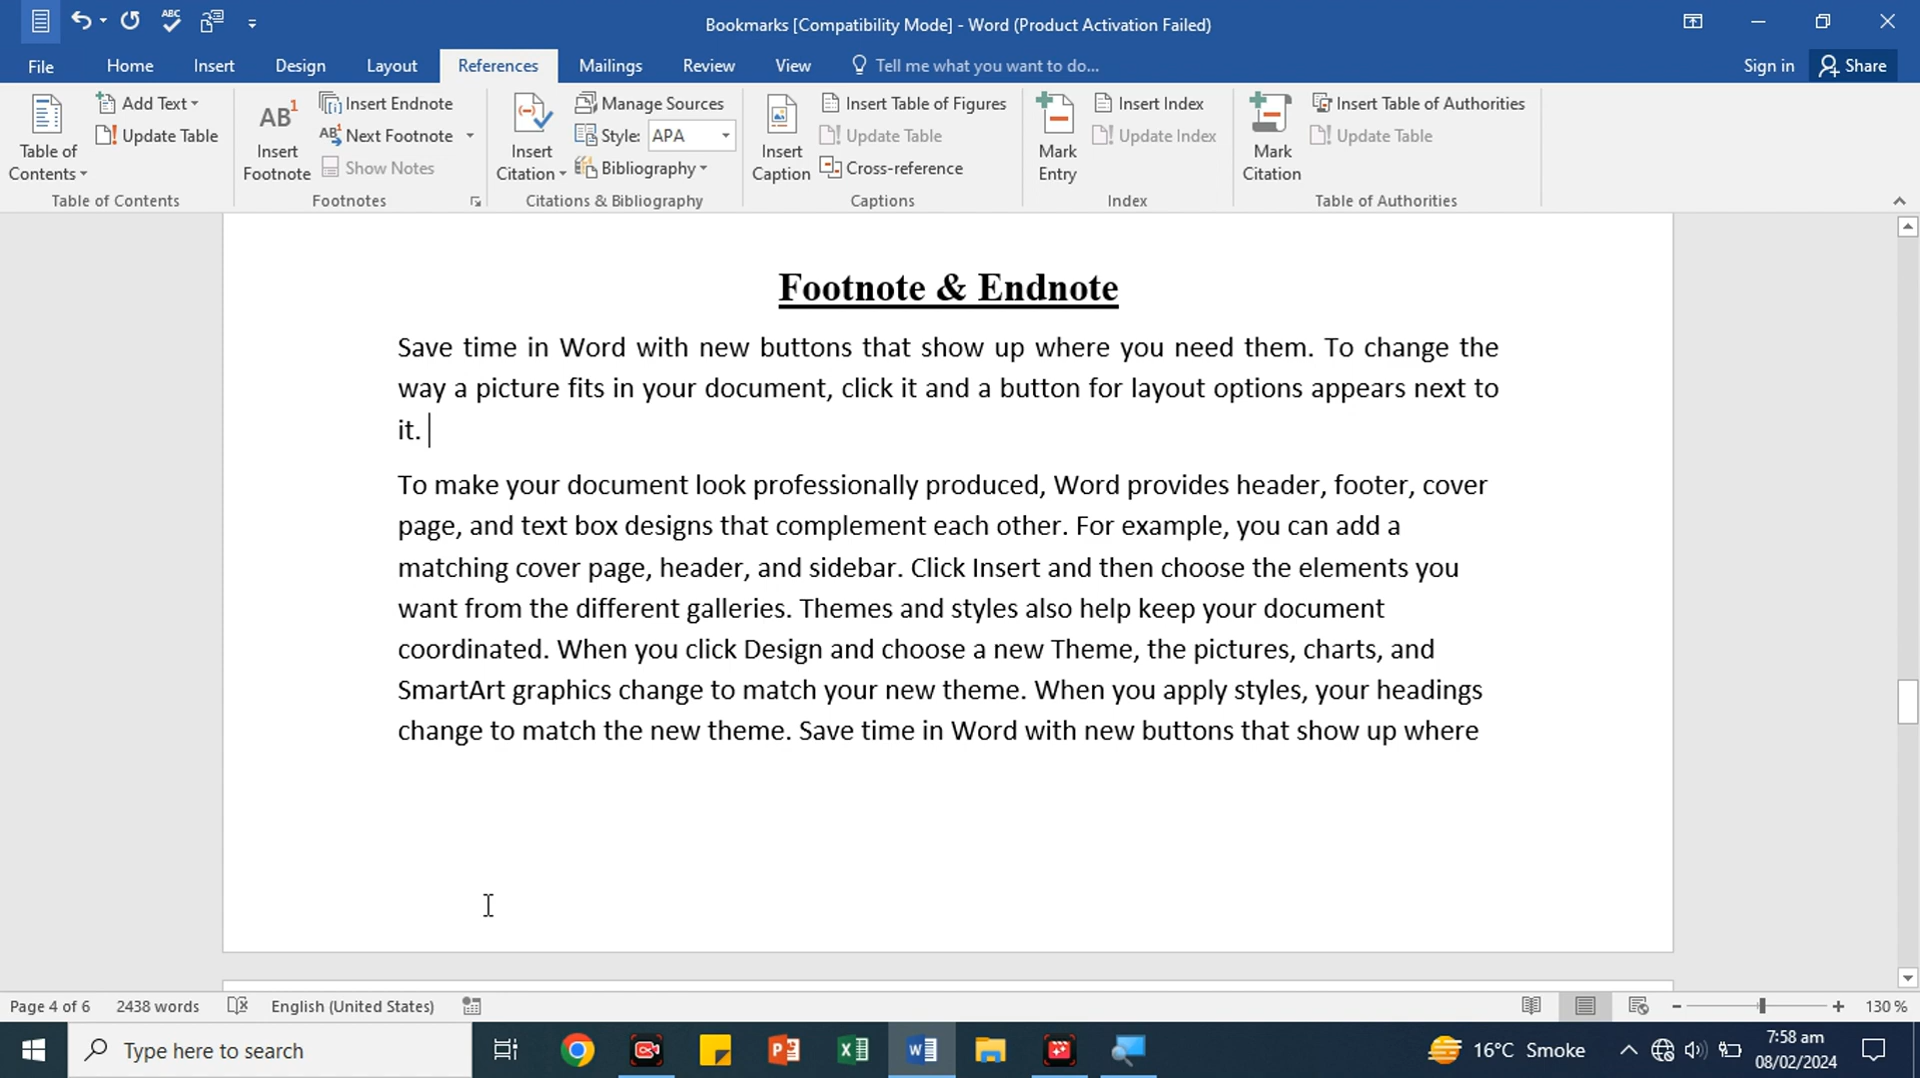 Bookmarks [Compatibility Mode] - Word (Product Activation Failed)
File Home Insert Design Layout References Mailings Review View Tell me what you want to do... Sign in Share
Table of Contents
Add Text
Update Table
Table of Contents
AB1 Insert Footnote
Insert Endnote
Next Footnote
Show Notes
Footnotes
Insert Citation
Manage Sources
Style: APA
Bibliography
Citations & Bibliography
Insert Caption
Insert Table of Figures
Update Table
Cross-reference
Captions
Mark Entry
Insert Index
Update Index
Index
Mark Citation
Insert Table of Authorities
Update Table
Table of Authorities
Footnote & Endnote
Save time in Word with new buttons that show up where you need them. To change the
way a picture fits in your document, click it and a button for layout options appears next to
it.
To make your document look professionally produced, Word provides header, footer, cover
page, and text box designs that complement each other. For example, you can add a
matching cover page, header, and sidebar. Click Insert and then choose the elements you
want from the different galleries. Themes and styles also help keep your document
coordinated. When you click Design and choose a new Theme, the pictures, charts, and
SmartArt graphics change to match your new theme. When you apply styles, your headings
change to match the new theme. Save time in Word with new buttons that show up where
Page 4 of 6 2438 words English (United States) 130 %
Type here to search 16°C Smoke 7:58 am
08/02/2024